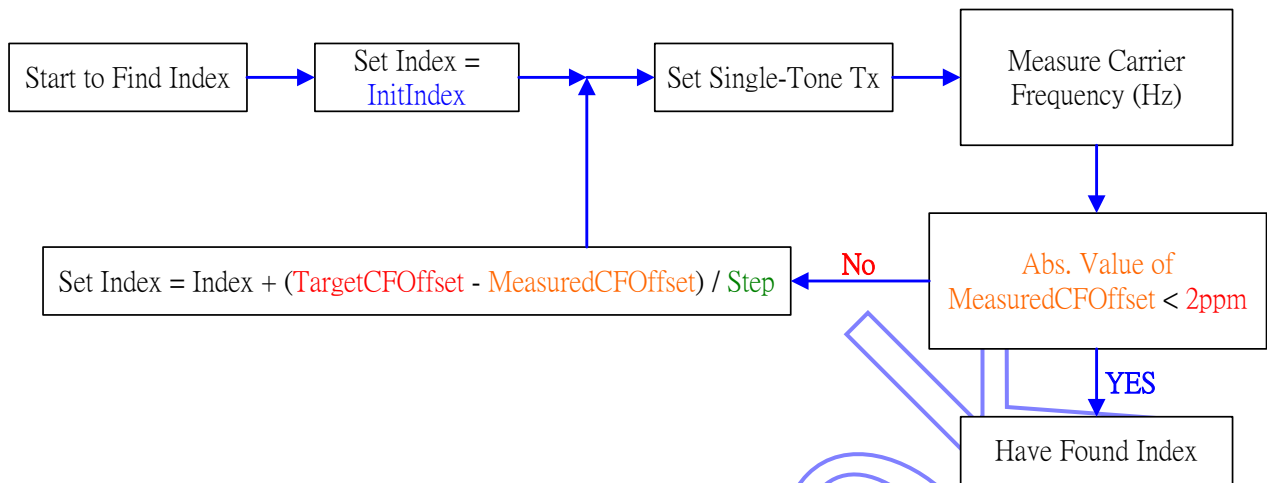 Start to Find Index
Set Index =
InitIndex
Set Single-Tone Tx
Measure Carrier
Frequency (Hz)
Set Index = Index + (TargetCFOffset - MeasuredCFOffset) / Step
No
Abs. Value of
MeasuredCFOffset < 2ppm
YES
Have Found Index